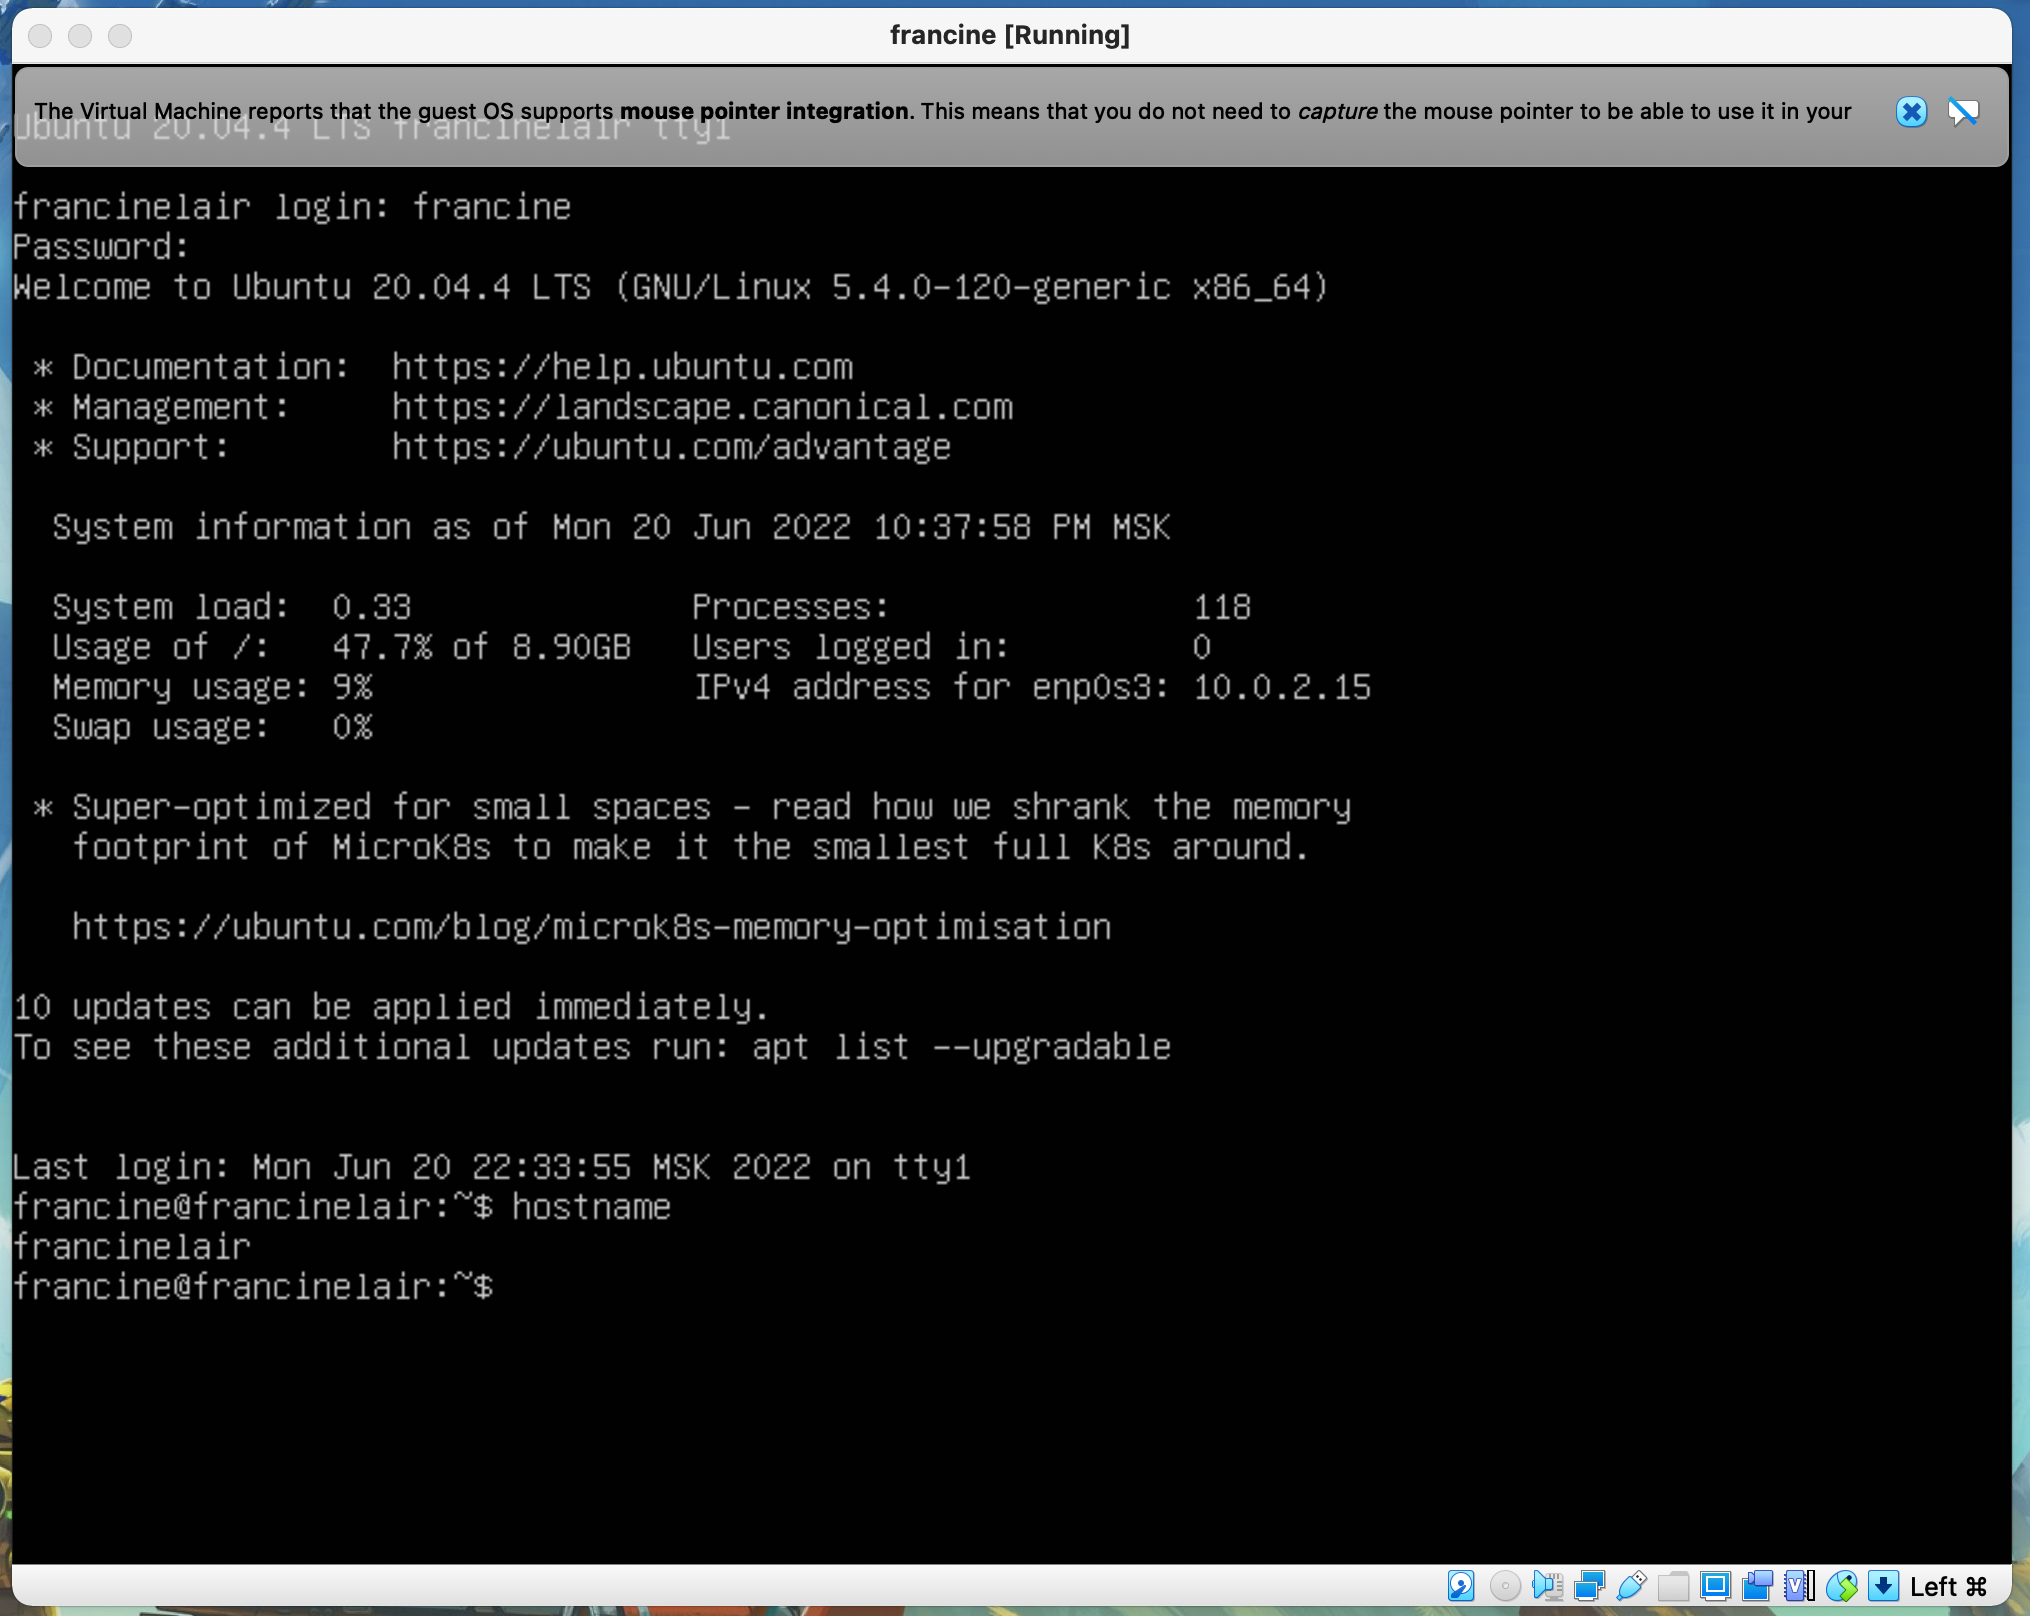 francine [Running]
The Virtual Machine reports that the guest OS supports mouse pointer integration. This means that you do not need to capture the mouse pointer to be able to use it in your
Ubuntu 20.04.4 LTS francinelair tty1
francinelair login: francine
Password:
Welcome to Ubuntu 20.04.4 LTS (GNU/Linux 5.4.0-120-generic x86_64)
* Documentation: https://help.ubuntu.com
* Management: https://landscape.canonical.com
* Support: https://ubuntu.com/advantage
System information as of Mon 20 Jun 2022 10:37:58 PM MSK
System load: 0.33 Processes: 118
Usage of /: 47.7% of 8.90GB Users logged in: 0
Memory usage: 9% IPv4 address for enp0s3: 10.0.2.15
Swap usage: 0%
* Super-optimized for small spaces - read how we shrank the memory
footprint of MicroK8s to make it the smallest full K8s around.
https://ubuntu.com/blog/microk8s-memory-optimisation
10 updates can be applied immediately.
To see these additional updates run: apt list --upgradable
Last login: Mon Jun 20 22:33:55 MSK 2022 on tty1
francine@francinelair:~$ hostname
francinelair
francine@francinelair:~$
Left ⌘